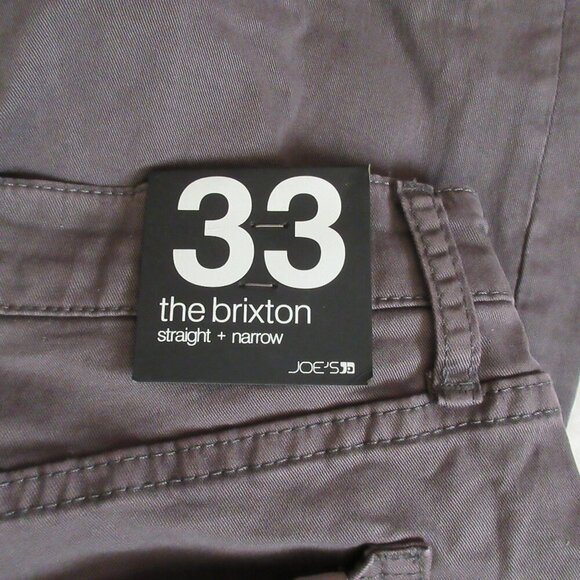 33
the brixton
straight + narrow
JOE'S